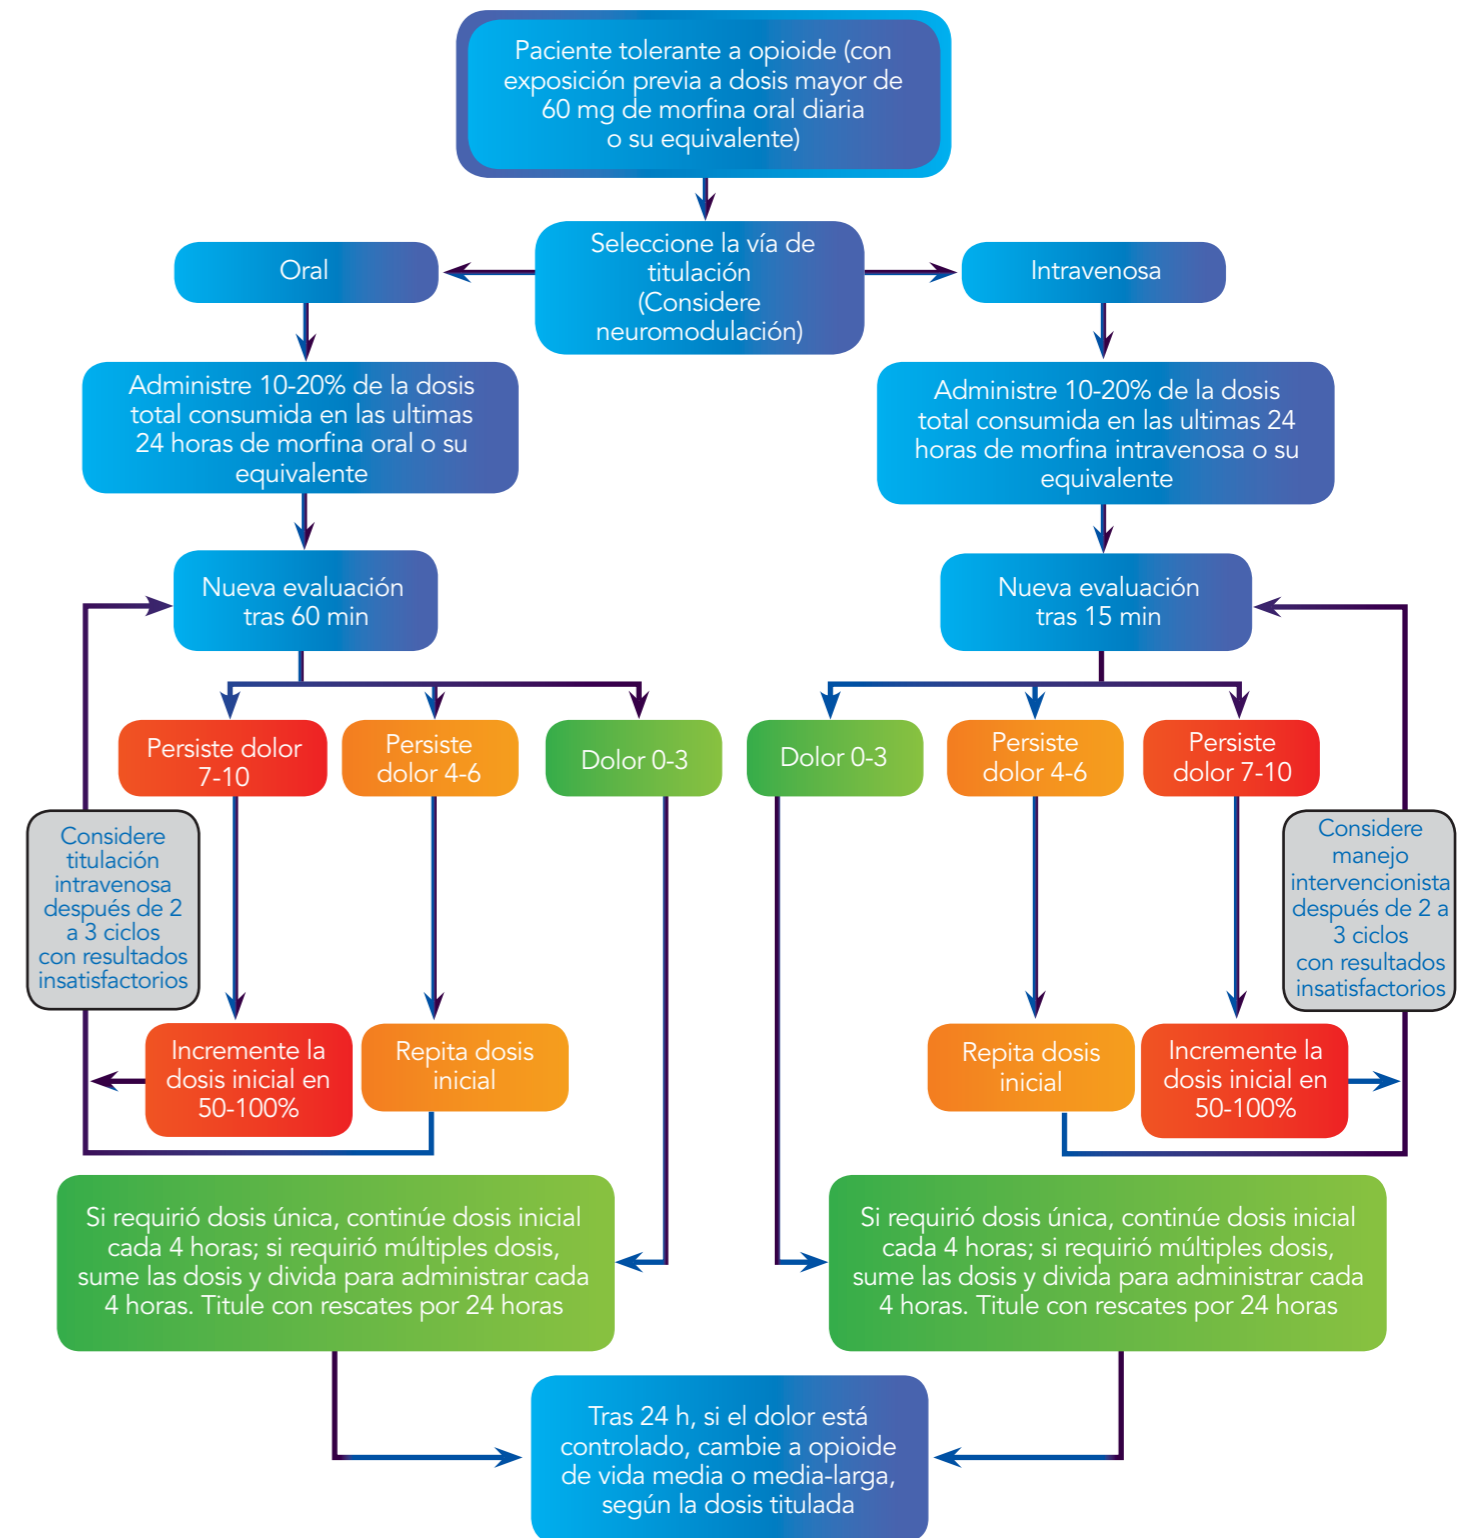 Paciente tolerante a opioide (con
exposición previa a dosis mayor de
60 mg de morfina oral diaria
o su equivalente)
Seleccione la vía de
titulación
(Considere
neuromodulación)
Oral
Intravenosa
Administre 10-20% de la dosis
total consumida en las ultimas
24 horas de morfina oral o su
equivalente
Administre 10-20% de la dosis
total consumida en las ultimas 24
horas de morfina intravenosa o su
equivalente
Nueva evaluación
tras 60 min
Nueva evaluación
tras 15 min
Persiste dolor
7-10
Persiste
dolor 4-6
Dolor 0-3
Dolor 0-3
Persiste
dolor 4-6
Persiste
dolor 7-10
Considere
titulación
intravenosa
después de 2
a 3 ciclos
con resultados
insatisfactorios
Considere
manejo
intervencionista
después de 2 a
3 ciclos
con resultados
insatisfactorios
Incremente la
dosis inicial en
50-100%
Repita dosis
inicial
Repita dosis
inicial
Incremente la
dosis inicial en
50-100%
Si requirió dosis única, continúe dosis inicial
cada 4 horas; si requirió múltiples dosis,
sume las dosis y divida para administrar cada
4 horas. Titule con rescates por 24 horas
Si requirió dosis única, continúe dosis inicial
cada 4 horas; si requirió múltiples dosis,
sume las dosis y divida para administrar cada
4 horas. Titule con rescates por 24 horas
Tras 24 h, si el dolor está
controlado, cambie a opioide
de vida media o media-larga,
según la dosis titulada